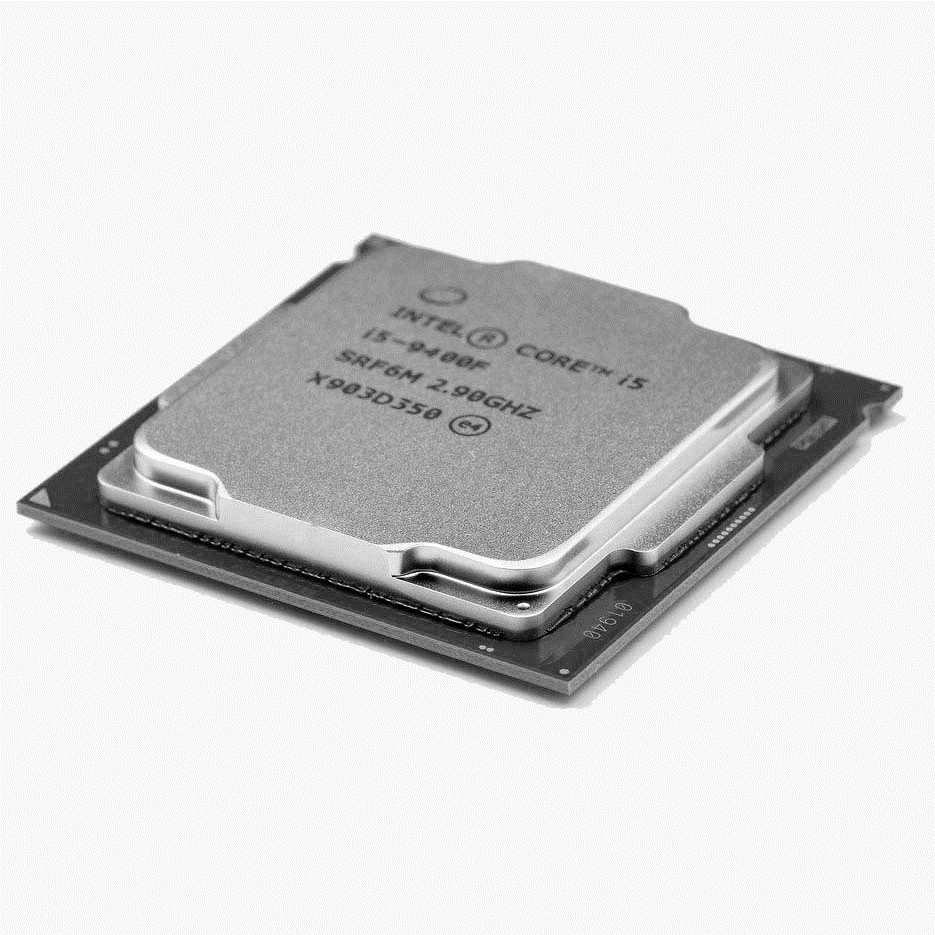 INTEL® CORE™ i5
i5-9400F
SRF6M 2.90GHZ
X903D350 e4
01940